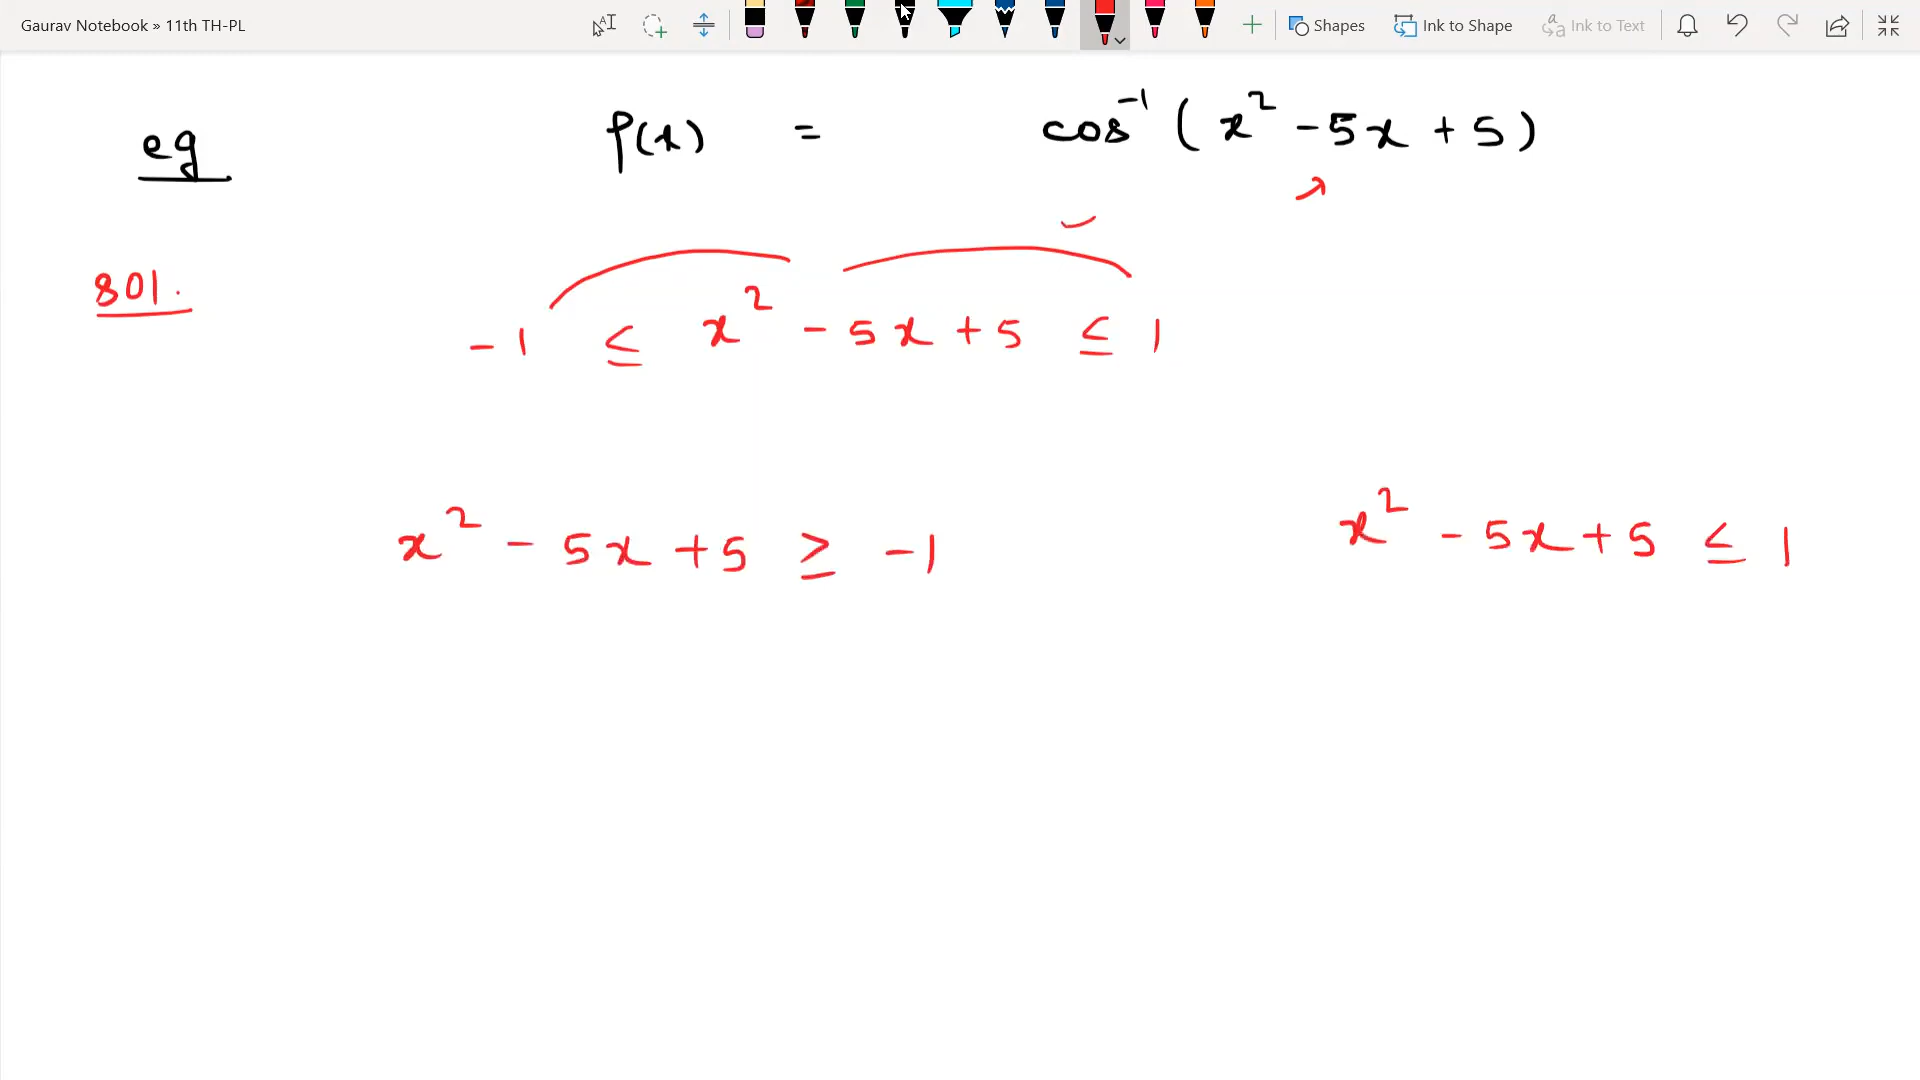 Gaurav Notebook » 11th TH-PL
Shapes
Ink to Shape
Ink to Text
eg f(x) = cos⁻¹ (x² - 5x + 5)
sol.
-1 ≤ x² - 5x + 5 ≤ 1
x² - 5x + 5 ≥ -1
x² - 5x + 5 ≤ 1